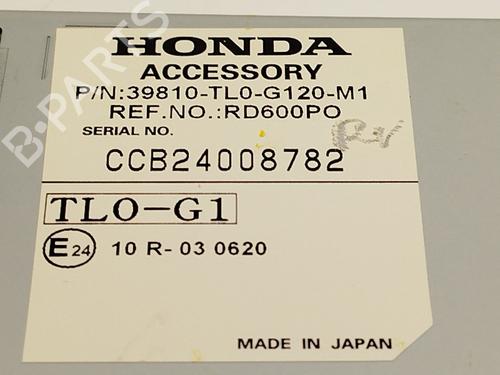 HONDA
ACCESSORY
P/N:39810-TL0-G120-M1
REF.NO.:RD600PO
SERIAL NO.
CCB24008782
TLO-G1
E24 10 R- 03 0620
MADE IN JAPAN
B-PARTS